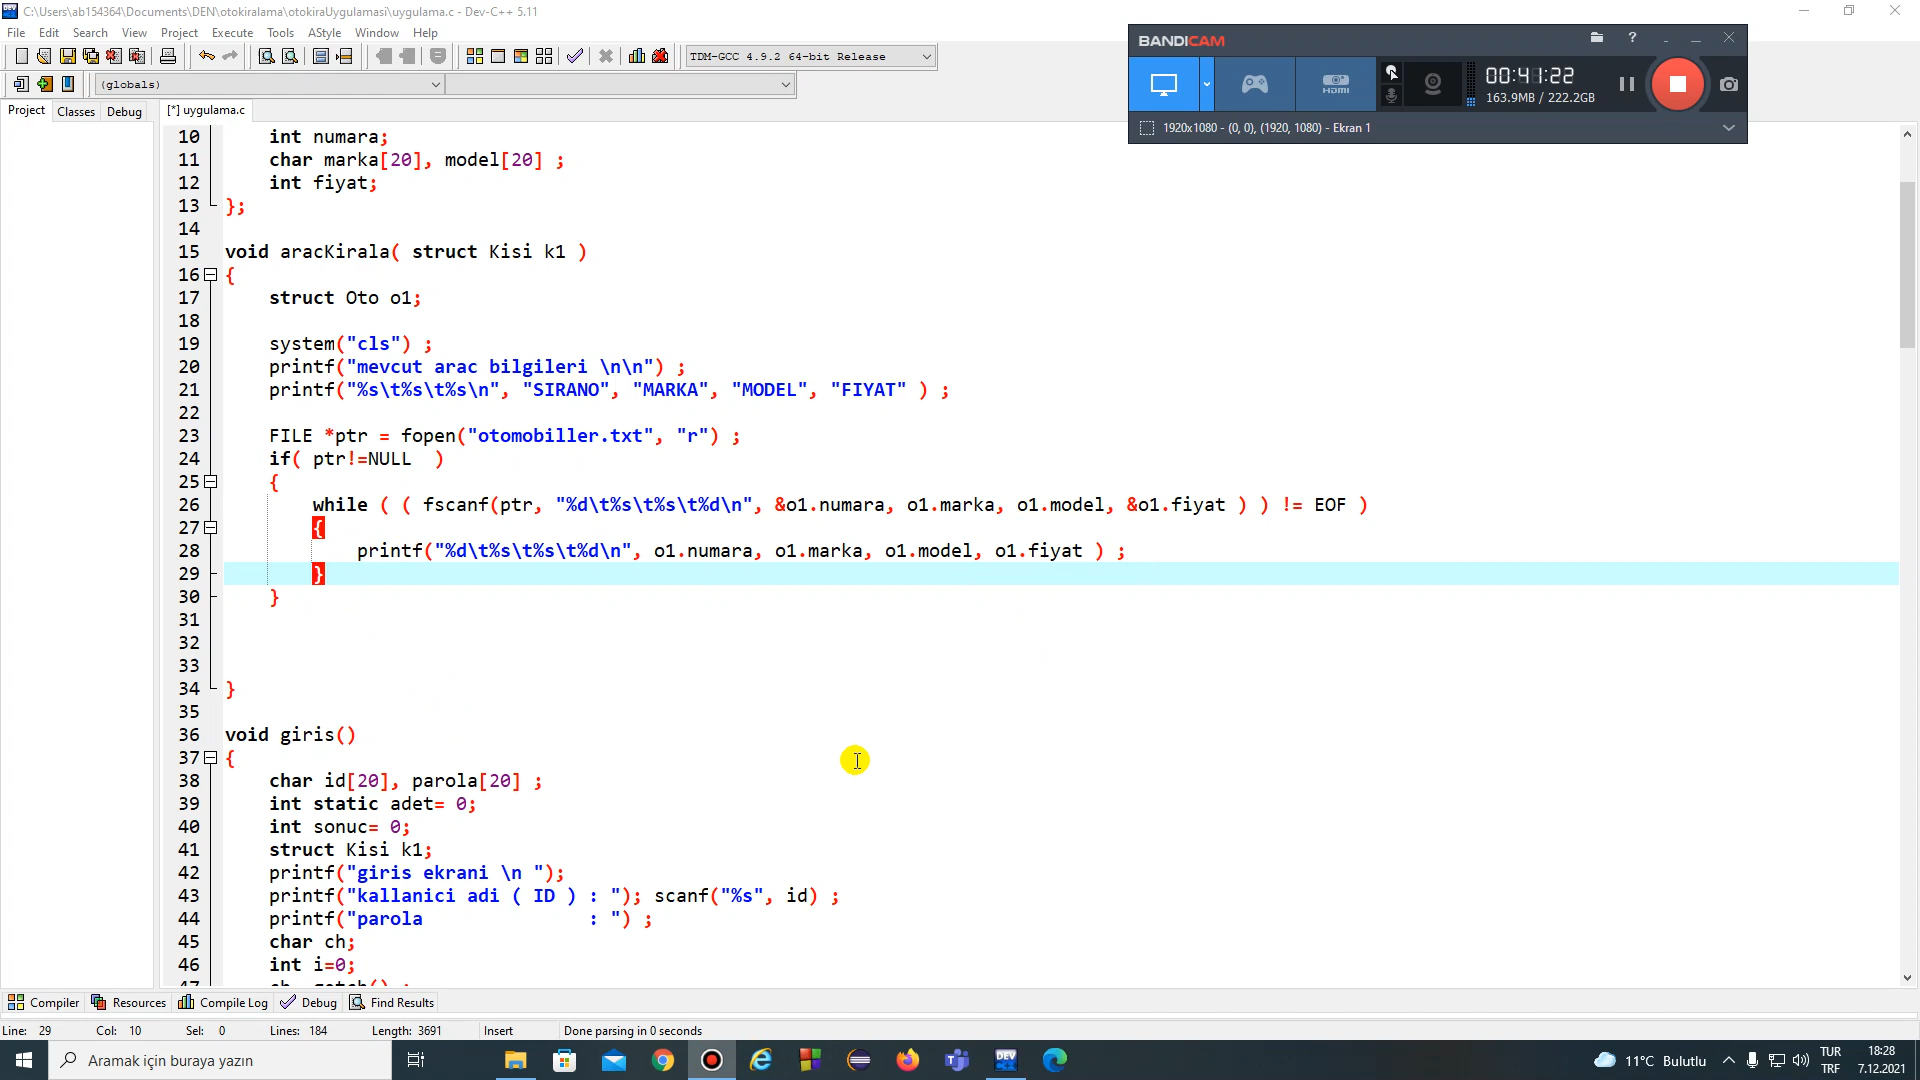 C:\Users\ab154364\Documents\DEN\otokiralama\otokiraUygulamasi\uygulama.c - Dev-C++ 5.11
File Edit Search View Project Execute Tools AStyle Window Help
TDM-GCC 4.9.2 64-bit Release
(globals)
Project Classes Debug
[*] uygulama.c
BANDICAM
HDMI
00:41:22
163.9MB / 222.2GB
1920x1080 - (0, 0), (1920, 1080) - Ekran 1
10 int numara;
11 char marka[20], model[20] ;
12 int fiyat;
13 };
14
15 void aracKirala( struct Kisi k1 )
16 {
17 struct Oto o1;
18
19 system("cls") ;
20 printf("mevcut arac bilgileri \n\n") ;
21 printf("%s\t%s\t%s\n", "SIRANO", "MARKA", "MODEL", "FIYAT" ) ;
22
23 FILE *ptr = fopen("otomobiller.txt", "r") ;
24 if( ptr!=NULL )
25 {
26 while ( ( fscanf(ptr, "%d\t%s\t%s\t%d\n", &o1.numara, o1.marka, o1.model, &o1.fiyat ) ) != EOF )
27 {
28 printf("%d\t%s\t%s\t%d\n", o1.numara, o1.marka, o1.model, o1.fiyat ) ;
29 }
30 }
31
32
33
34 }
35
36 void giris()
37 {
38 char id[20], parola[20] ;
39 int static adet= 0;
40 int sonuc= 0;
41 struct Kisi k1;
42 printf("giris ekrani \n ");
43 printf("kallanici adi ( ID ) : "); scanf("%s", id) ;
44 printf("parola : ") ;
45 char ch;
46 int i=0;
Compiler Resources Compile Log Debug Find Results
Line: 29 Col: 10 Sel: 0 Lines: 184 Length: 3691 Insert Done parsing in 0 seconds
Aramak için buraya yazın
DEV
11°C Bulutlu
TUR
TRF
18:28
7.12.2021